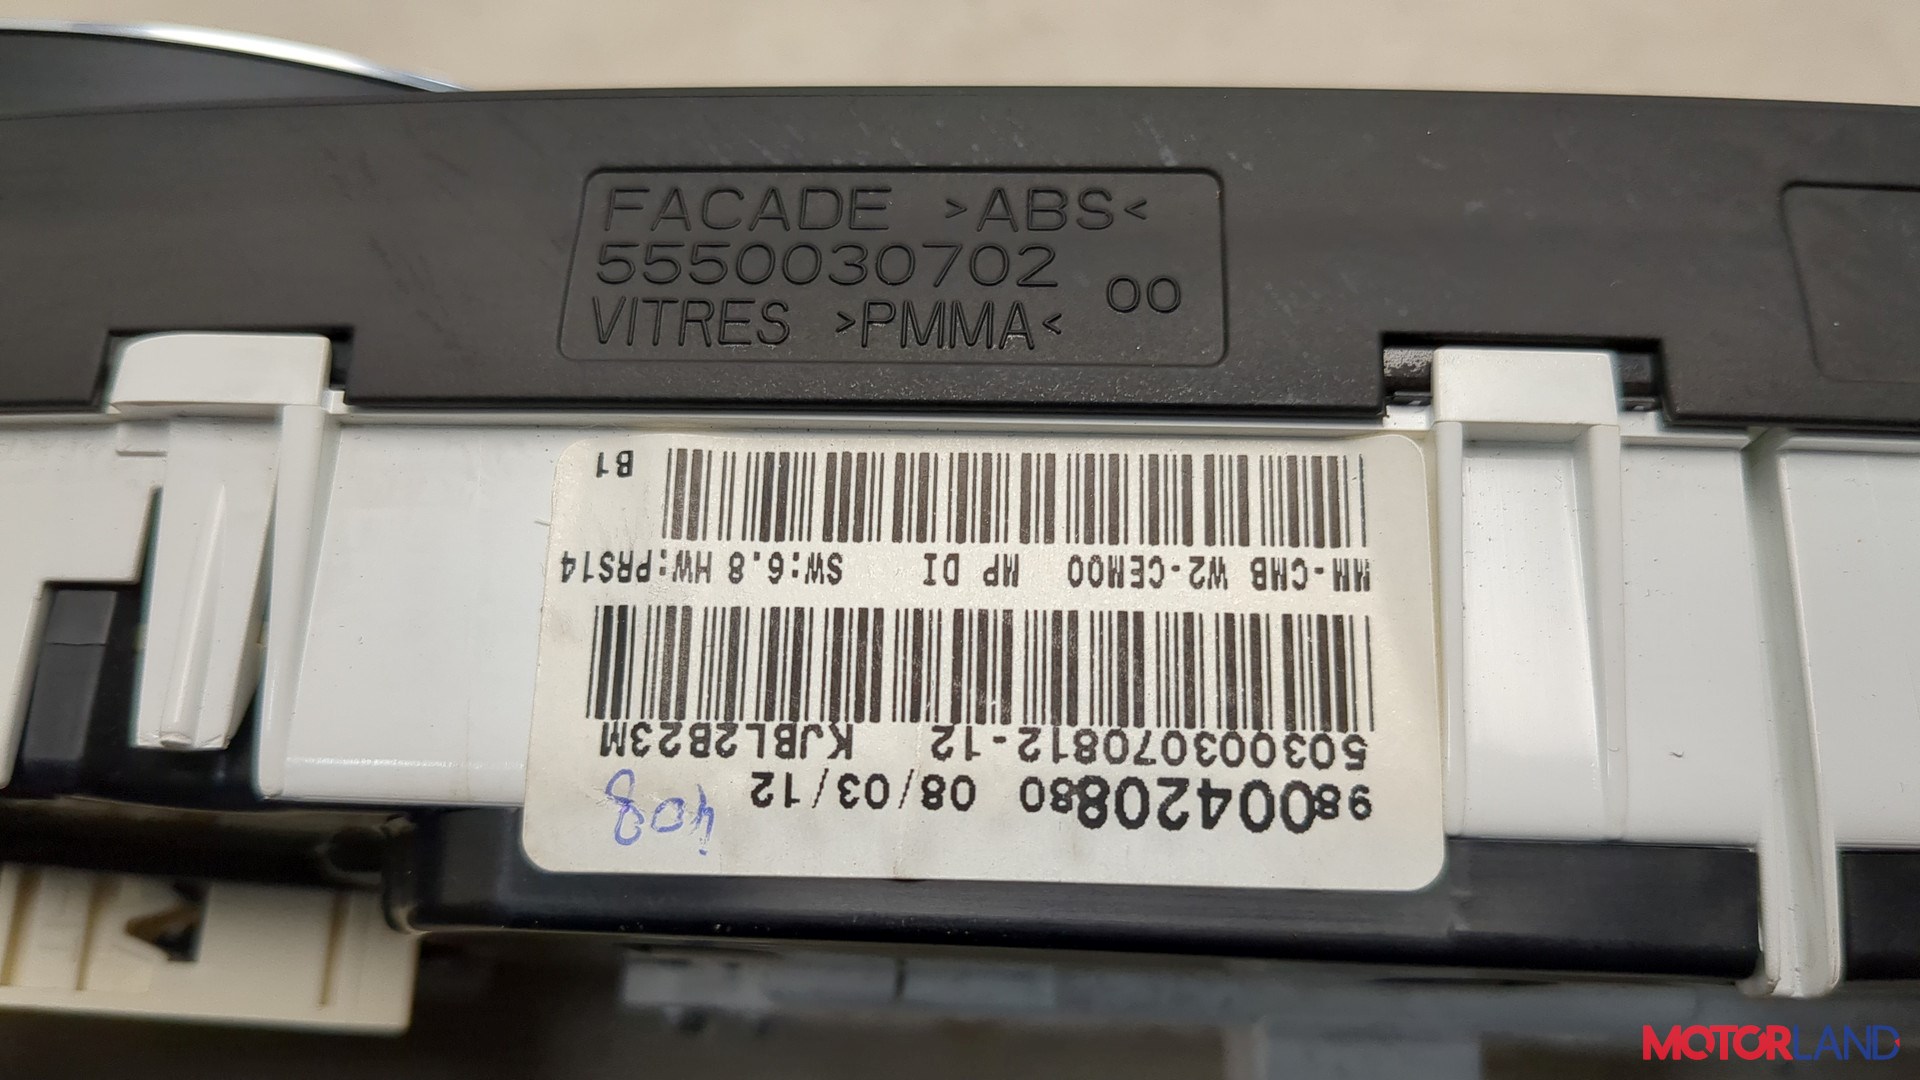 FACADE >ABS<
5550030702 00
VITRES >PMMA<
9800420880 08/03/12 408
503003070812-12 KJBL2B23M
MM-CMB W2-CEM00 MP DI SW:6.8 HW:PRS14
B1
MOTORLAND